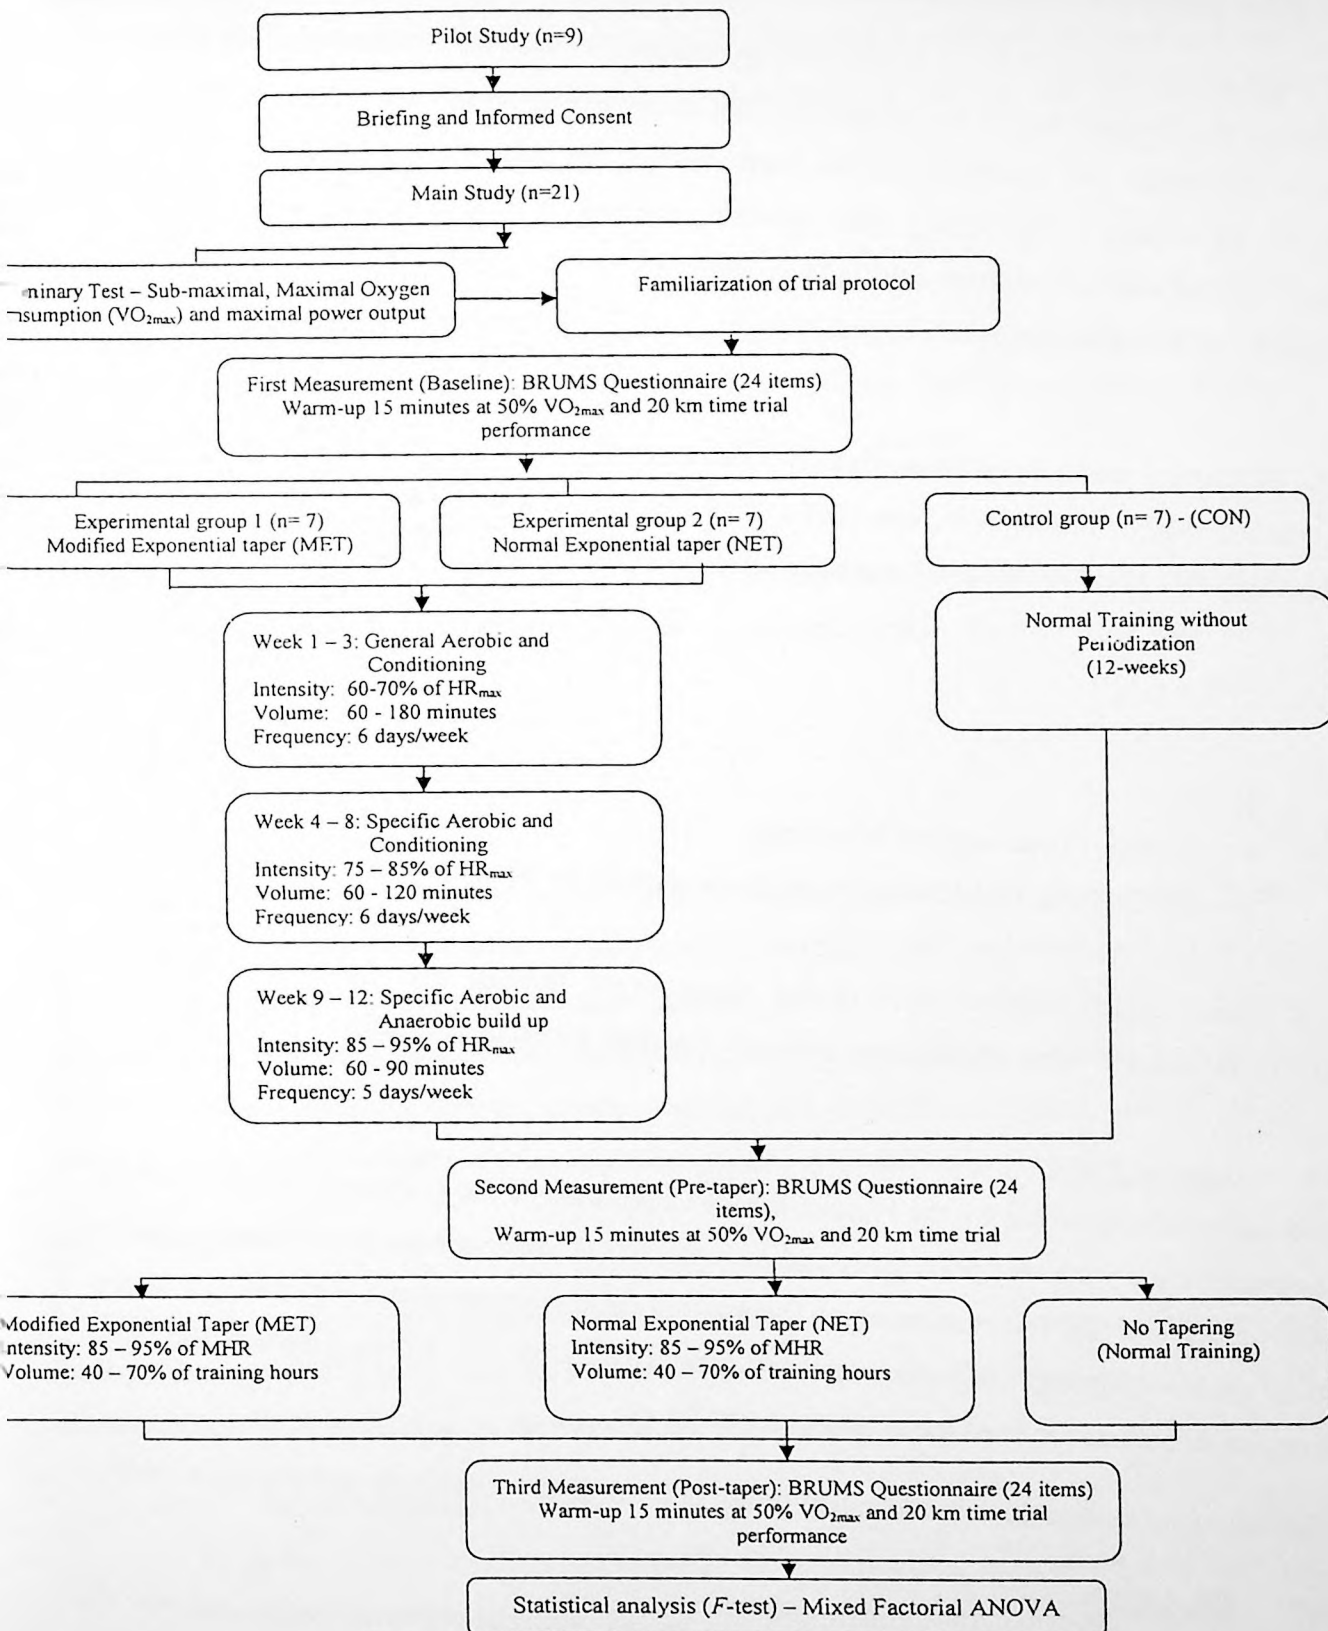 Pilot Study (n=9)
Briefing and Informed Consent
Main Study (n=21)
minary Test – Sub-maximal, Maximal Oxygen
nsumption (VO2max) and maximal power output
Familiarization of trial protocol
First Measurement (Baseline): BRUMS Questionnaire (24 items)
Warm-up 15 minutes at 50% VO2max and 20 km time trial
performance
Experimental group 1 (n= 7)
Modified Exponential taper (MET)
Experimental group 2 (n= 7)
Normal Exponential taper (NET)
Control group (n= 7) - (CON)
Week 1 – 3: General Aerobic and
Conditioning
Intensity: 60-70% of HRmax
Volume: 60 - 180 minutes
Frequency: 6 days/week
Normal Training without
Periodization
(12-weeks)
Week 4 – 8: Specific Aerobic and
Conditioning
Intensity: 75 – 85% of HRmax
Volume: 60 - 120 minutes
Frequency: 6 days/week
Week 9 – 12: Specific Aerobic and
Anaerobic build up
Intensity: 85 – 95% of HRmax
Volume: 60 - 90 minutes
Frequency: 5 days/week
Second Measurement (Pre-taper): BRUMS Questionnaire (24
items),
Warm-up 15 minutes at 50% VO2max and 20 km time trial
Modified Exponential Taper (MET)
Intensity: 85 – 95% of MHR
Volume: 40 – 70% of training hours
Normal Exponential Taper (NET)
Intensity: 85 – 95% of MHR
Volume: 40 – 70% of training hours
No Tapering
(Normal Training)
Third Measurement (Post-taper): BRUMS Questionnaire (24 items)
Warm-up 15 minutes at 50% VO2max and 20 km time trial
performance
Statistical analysis (F-test) – Mixed Factorial ANOVA